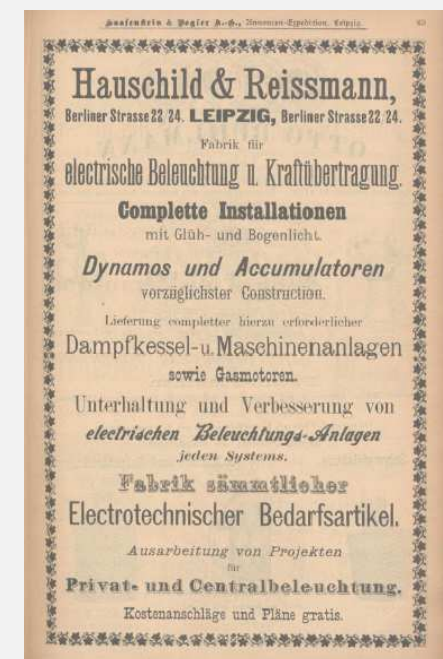 Haasenstein & Vogler A.-G., Annoncen-Expedition, Leipzig.
Hauschild & Reissmann,
Berliner Strasse 22/24. LEIPZIG, Berliner Strasse 22/24.
Fabrik für
electrische Beleuchtung u. Kraftübertragung.
Complette Installationen
mit Glüh- und Bogenlicht.
Dynamos und Accumulatoren
vorzüglichster Construction.
Lieferung completter hierzu erforderlicher
Dampfkessel- u. Maschinenanlagen
sowie Gasmotoren.
Unterhaltung und Verbesserung von
electrischen Beleuchtungs-Anlagen
jeden Systems.
Fabrik sämmtlicher
Electrotechnischer Bedarfsartikel.
Ausarbeitung von Projekten
für
Privat- und Centralbeleuchtung.
Kostenanschläge und Pläne gratis.